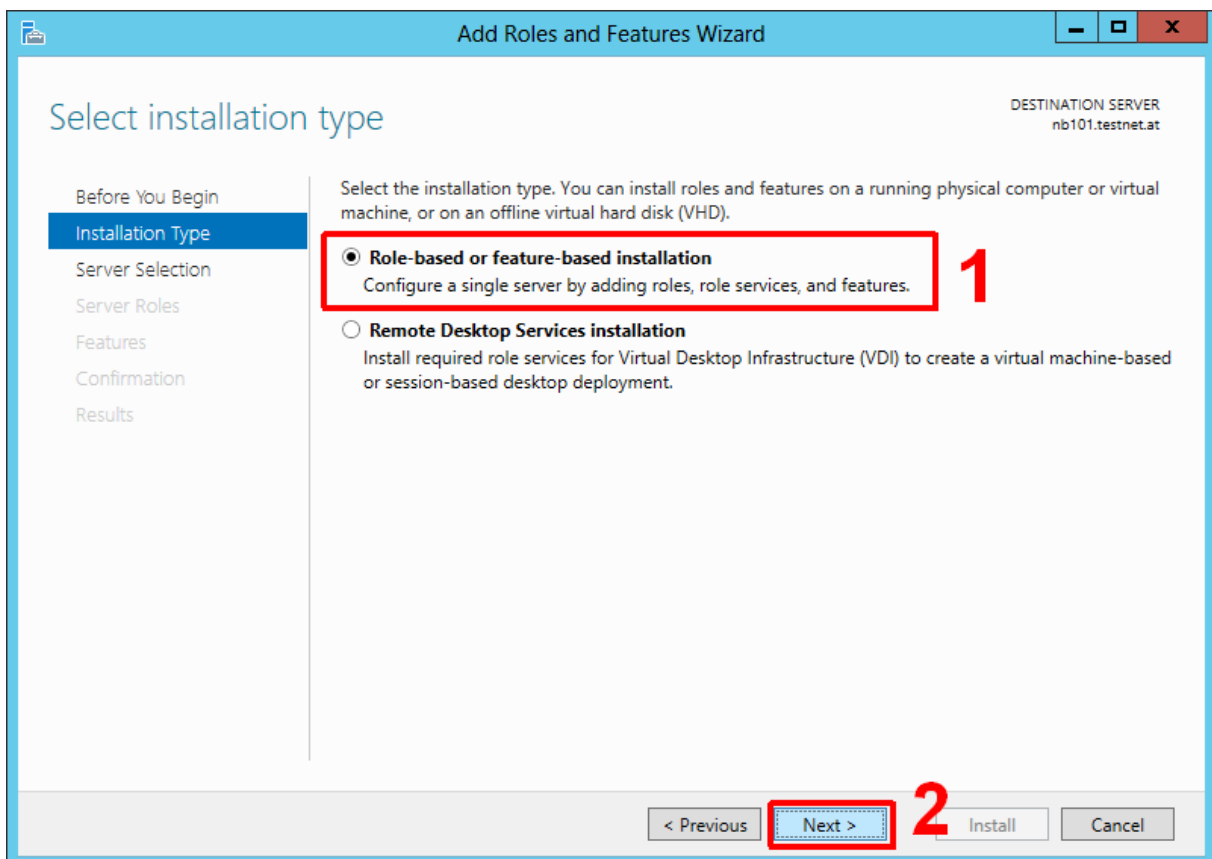 Add Roles and Features Wizard
Select installation type
DESTINATION SERVER
nb101.testnet.at
Before You Begin
Installation Type
Server Selection
Server Roles
Features
Confirmation
Results
Select the installation type. You can install roles and features on a running physical computer or virtual
machine, or on an offline virtual hard disk (VHD).
Role-based or feature-based installation
Configure a single server by adding roles, role services, and features.
1
Remote Desktop Services installation
Install required role services for Virtual Desktop Infrastructure (VDI) to create a virtual machine-based
or session-based desktop deployment.
< Previous
Next >
2
Install
Cancel